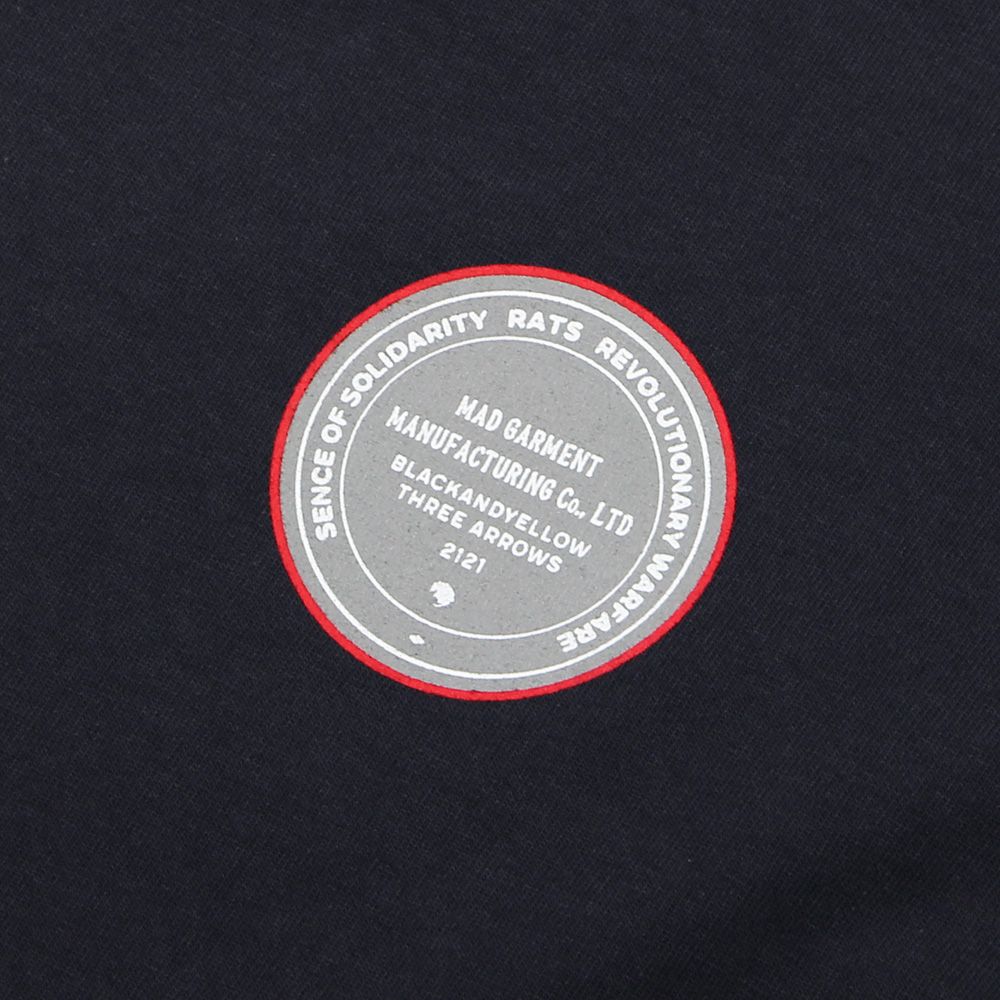 SENCE OF SOLIDARITY RATS REVOLUTIONARY WARFARE
MAD GARMENT
MANUFACTURING Co., LTD
BLACKANDYELLOW
THREE ARROWS
2121